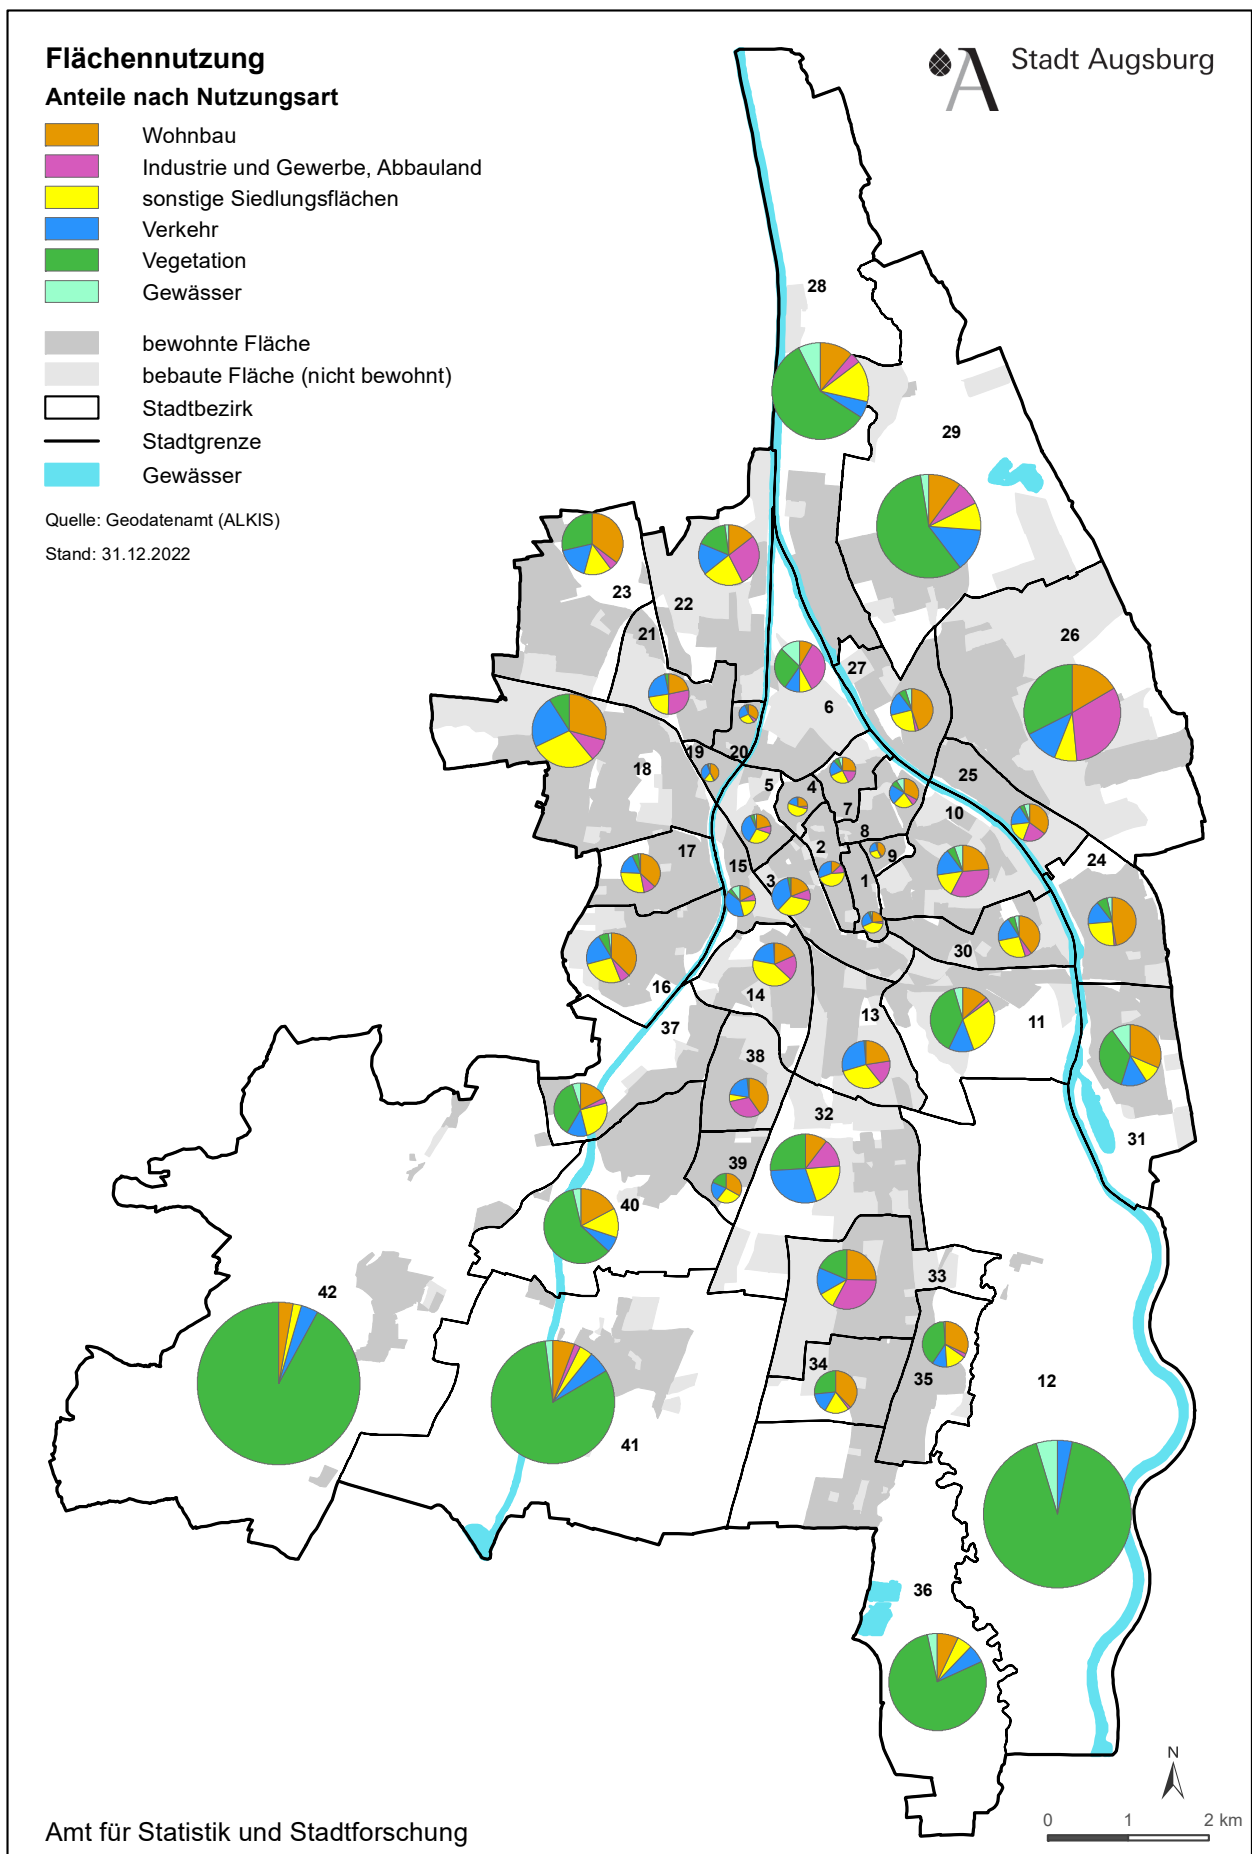 Flächennutzung
Anteile nach Nutzungsart
Wohnbau
Industrie und Gewerbe, Abbauland
sonstige Siedlungsflächen
Verkehr
Vegetation
Gewässer
bewohnte Fläche
bebaute Fläche (nicht bewohnt)
Stadtbezirk
Stadtgrenze
Gewässer
Quelle: Geodatenamt (ALKIS)
Stand: 31.12.2022
A Stadt Augsburg
28
29
23
22
26
21
27
6
18
19
20
5
4
7
25
10
8
17
15
3
2
1
9
24
30
16
14
37
13
11
38
32
31
39
40
33
42
34
35
12
41
36
N
0 1 2 km
Amt für Statistik und Stadtforschung